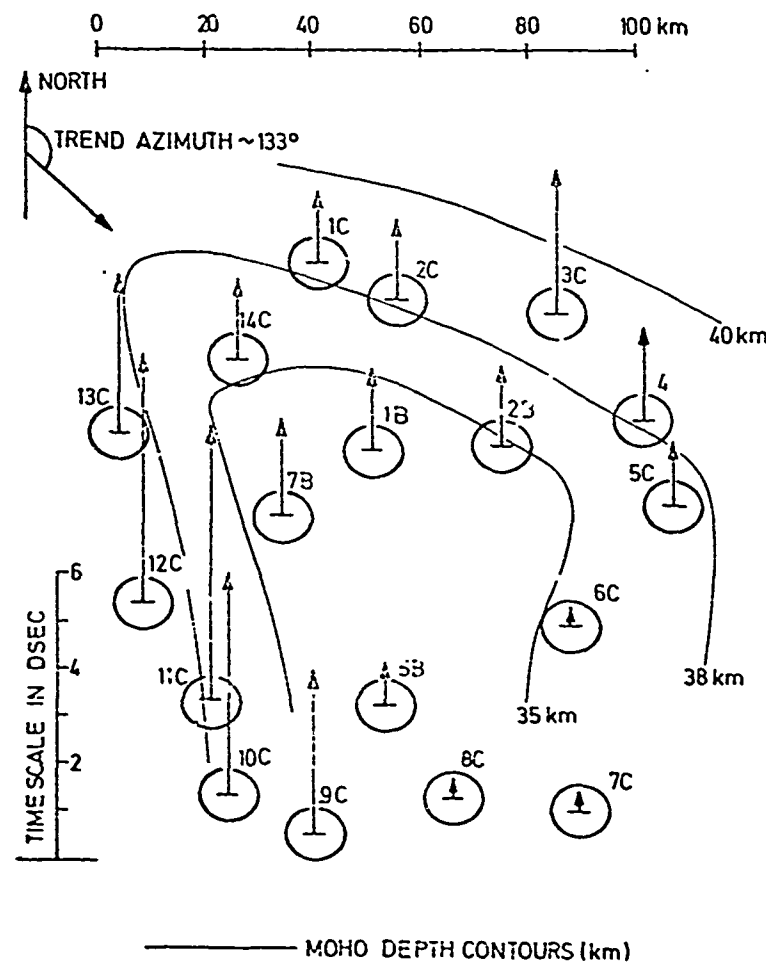 0 20 40 60 80 100 km
NORTH
TREND AZIMUTH ~133°
1C
2C
3C
14C
40 km
4
13C
1B
2B
7B
5C
12C
6C
11C
5B
38 km
35 km
10C
8C
7C
9C
6
4
2
TIME SCALE IN DSEC
MOHO DEPTH CONTOURS (km)